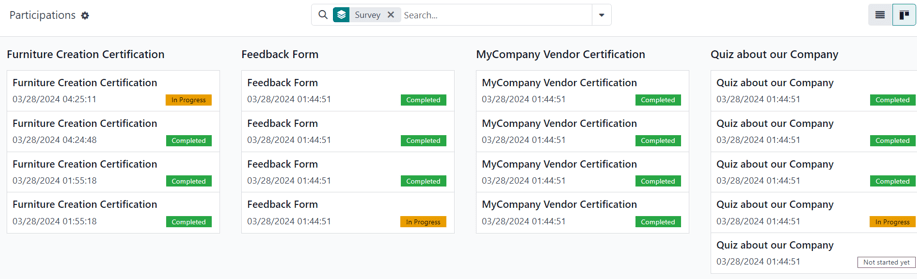 Participations
Survey
Search...
Furniture Creation Certification
Furniture Creation Certification
03/28/2024 04:25:11
In Progress
Furniture Creation Certification
03/28/2024 04:24:48
Completed
Furniture Creation Certification
03/28/2024 01:55:18
Completed
Furniture Creation Certification
03/28/2024 01:55:18
Completed
Feedback Form
Feedback Form
03/28/2024 01:44:51
Completed
Feedback Form
03/28/2024 01:44:51
Completed
Feedback Form
03/28/2024 01:44:51
Completed
Feedback Form
03/28/2024 01:44:51
In Progress
MyCompany Vendor Certification
MyCompany Vendor Certification
03/28/2024 01:44:51
Completed
MyCompany Vendor Certification
03/28/2024 01:44:51
Completed
MyCompany Vendor Certification
03/28/2024 01:44:51
Completed
MyCompany Vendor Certification
03/28/2024 01:44:51
Completed
Quiz about our Company
Quiz about our Company
03/28/2024 01:44:51
Completed
Quiz about our Company
03/28/2024 01:44:51
Completed
Quiz about our Company
03/28/2024 01:44:51
Completed
Quiz about our Company
03/28/2024 01:44:51
In Progress
Quiz about our Company
03/28/2024 01:44:51
Not started yet